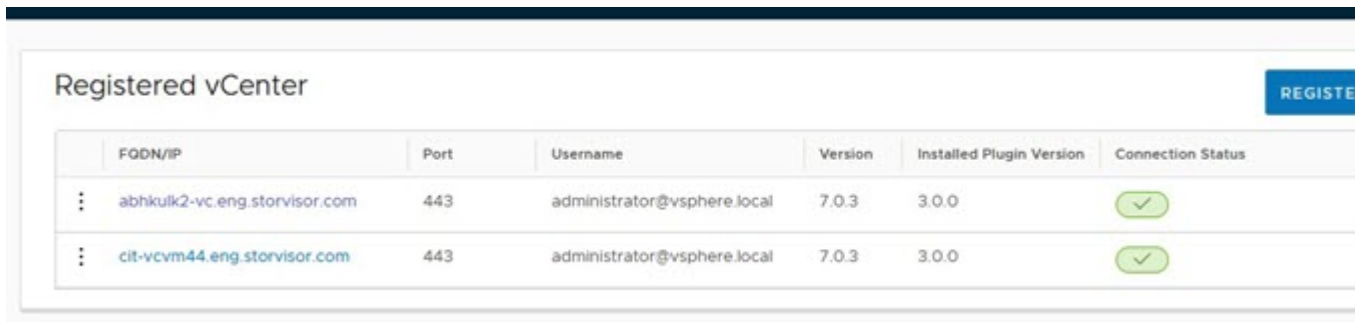 Registered vCenter
REGISTE
FQDN/IP Port Username Version Installed Plugin Version Connection Status
abhkulk2-vc.eng.storvisor.com 443 administrator@vsphere.local 7.0.3 3.0.0
cit-vcvm44.eng.storvisor.com 443 administrator@vsphere.local 7.0.3 3.0.0